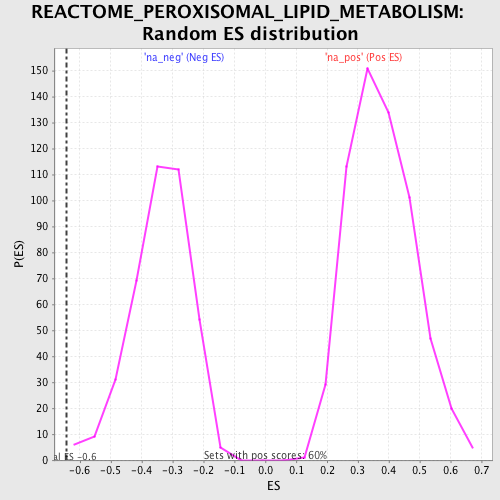 REACTOME_PEROXISOMAL_LIPID_METABOLISM:
Random ES distribution
'na_neg' (Neg ES) 'na_pos' (Pos ES)
150
140
130
120
110
100
90
80
70
60
50
40
30
20
10
0
P(ES)
ES -0.6
Sets with pos scores: 60%
-0.6 -0.5 -0.4 -0.3 -0.2 -0.1 0.0 0.1 0.2 0.3 0.4 0.5 0.6 0.7
ES